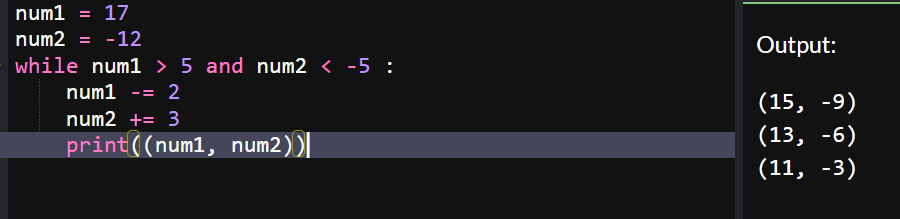 num1 = 17
num2 = -12
while num1 > 5 and num2 < -5 :
    num1 -= 2
    num2 += 3
    print((num1, num2))
Output:
(15, -9)
(13, -6)
(11, -3)